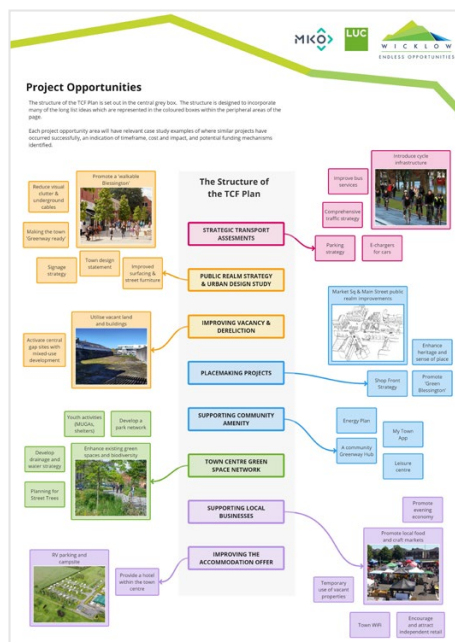 MKO
LUC
WICKLOW
ENDLESS OPPORTUNITIES
Project Opportunities
The structure of the TCF Plan is set out in the central grey box. The structure is designed to incorporate
many of the long list ideas which are represented in the coloured boxes within the peripheral areas of the
page.
Each project opportunity area will have relevant case study examples of where similar projects have
occurred successfully, an indication of timeframe, cost and impact, and potential funding mechanisms
identified.
The Structure of
the TCF Plan
STRATEGIC TRANSPORT
ASSESMENTS
PUBLIC REALM STRATEGY
& URBAN DESIGN STUDY
IMPROVING VACANCY &
DERELICTION
PLACEMAKING PROJECTS
SUPPORTING COMMUNITY
AMENITY
TOWN CENTRE GREEN
SPACE NETWORK
SUPPORTING LOCAL
BUSINESSES
IMPROVING THE
ACCOMMODATION OFFER
Promote a 'walkable
Blessington'
Reduce visual
clutter &
underground
cables
Making the town
'Greenway ready'
Signage
strategy
Town design
statement
Improved
surfacing &
street furniture
Utilise vacant land
and buildings
Activate central
gap sites with
mixed use
development
Youth activities
(MUGAs,
shelters)
Develop a
park network
Develop
drainage and
water strategy
Enhance existing green
spaces and biodiversity
Planning for
Street Trees
RV parking and
campsite
Provide a hotel
within the town
centre
Introduce cycle
infrastructure
Improve bus
services
Comprehensive
traffic strategy
Parking
strategy
E chargers
for cars
Market Sq & Main Street public
realm improvements
Enhance
heritage and
sense of place
Shop Front
Strategy
Promote
'Green
Blessington'
Energy Plan
My Town
App
A community
Greenway Hub
Leisure
centre
Promote
evening
economy
Promote local food
and craft markets
Temporary
use of vacant
properties
Town Wifi
Encourage
and attract
independent retail